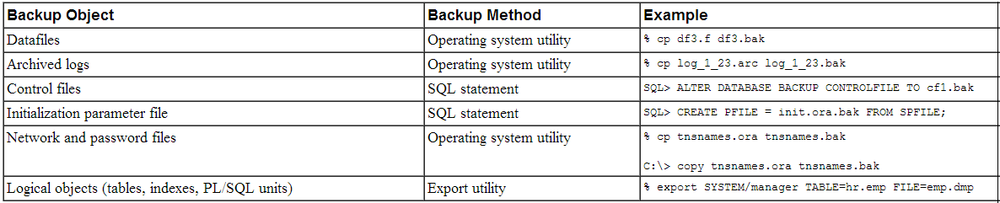 Backup Object Backup Method Example
Datafiles Operating system utility % cp df3.f df3.bak
Archived logs Operating system utility % cp log_1_23.arc log_1_23.bak
Control files SQL statement SQL> ALTER DATABASE BACKUP CONTROLFILE TO cf1.bak
Initialization parameter file SQL statement SQL> CREATE PFILE = init.ora.bak FROM SPFILE;
Network and password files Operating system utility % cp tnsnames.ora tnsnames.bak
C:\> copy tnsnames.ora tnsnames.bak
Logical objects (tables, indexes, PL/SQL units) Export utility % export SYSTEM/manager TABLE=hr.emp FILE=emp.dmp